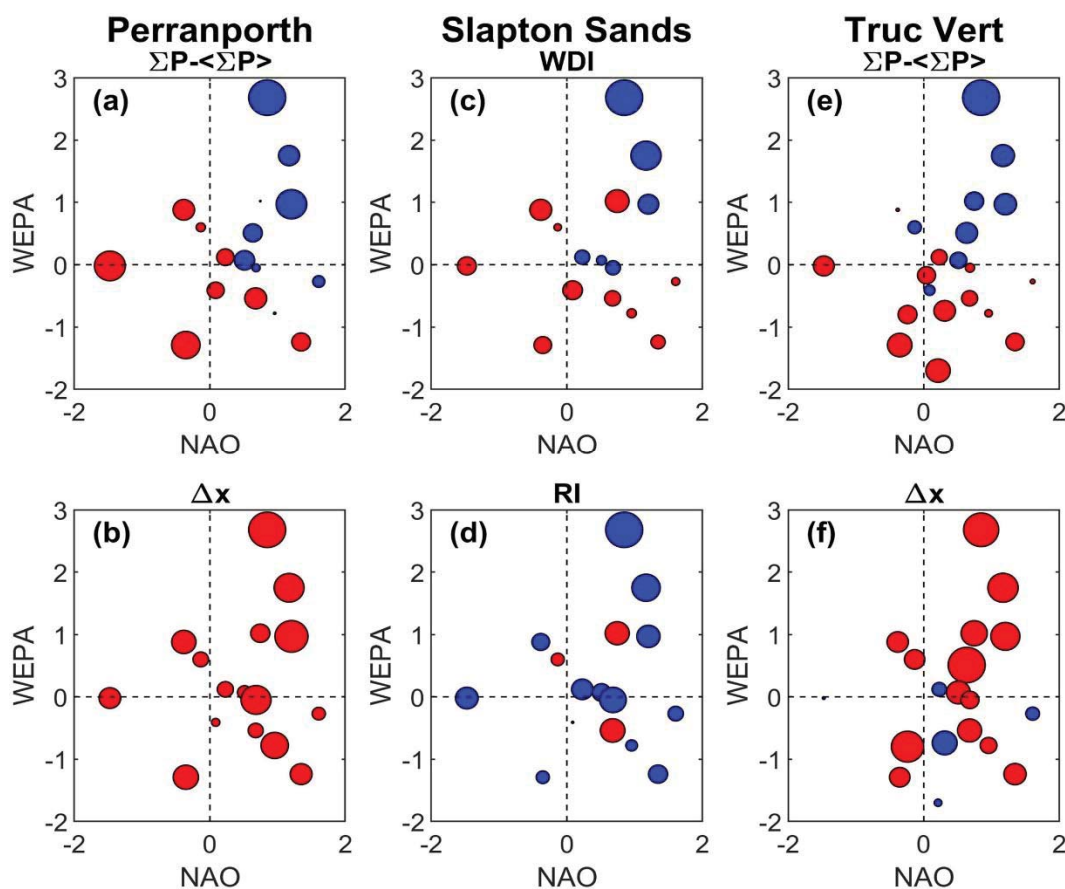 Perranporth Slapton Sands Truc Vert
ΣP-<ΣP> WDI ΣP-<ΣP>
(a) (c) (e)
3 3 3
2 2 2
1 1 1
0 0 0
-1 -1 -1
-2 -2 -2
WEPA WEPA WEPA
-2 0 2 -2 0 2 -2 0 2
NAO NAO NAO
Δx RI Δx
(b) (d) (f)
3 3 3
2 2 2
1 1 1
0 0 0
-1 -1 -1
-2 -2 -2
WEPA WEPA WEPA
-2 0 2 -2 0 2 -2 0 2
NAO NAO NAO